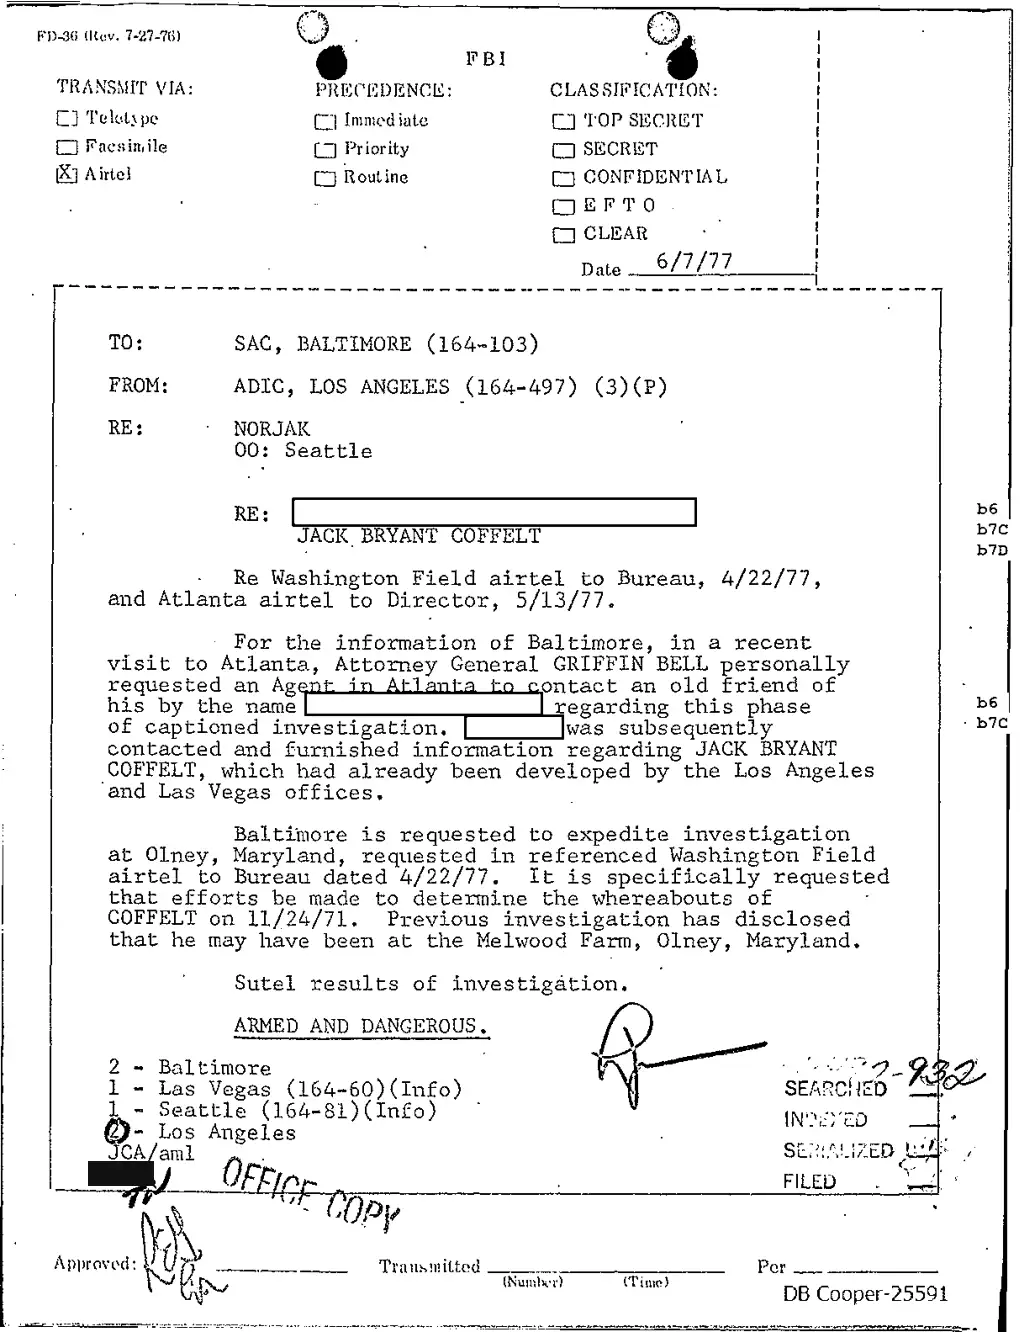 FD-36 (Rev. 7-27-76)
FBI
TRANSMIT VIA:
☐ Teletype
☐ Facsimile
☒ Airtel
PRECEDENCE:
☐ Immediate
☐ Priority
☐ Routine
CLASSIFICATION:
☐ TOP SECRET
☐ SECRET
☐ CONFIDENTIAL
☐ E F T O
☐ CLEAR
Date 6/7/77
TO: SAC, BALTIMORE (164-103)
FROM: ADIC, LOS ANGELES (164-497) (3)(P)
RE: NORJAK
OO: Seattle
RE:
JACK BRYANT COFFELT
b6
b7C
b7D
Re Washington Field airtel to Bureau, 4/22/77,
and Atlanta airtel to Director, 5/13/77.
For the information of Baltimore, in a recent
visit to Atlanta, Attorney General GRIFFIN BELL personally
requested an Agent in Atlanta to contact an old friend of
his by the name regarding this phase
of captioned investigation. was subsequently
contacted and furnished information regarding JACK BRYANT
COFFELT, which had already been developed by the Los Angeles
and Las Vegas offices.
b6
b7C
Baltimore is requested to expedite investigation
at Olney, Maryland, requested in referenced Washington Field
airtel to Bureau dated 4/22/77. It is specifically requested
that efforts be made to determine the whereabouts of
COFFELT on 11/24/71. Previous investigation has disclosed
that he may have been at the Melwood Farm, Olney, Maryland.
Sutel results of investigation.
ARMED AND DANGEROUS.
2 - Baltimore
1 - Las Vegas (164-60)(Info)
1 - Seattle (164-81)(Info)
2 - Los Angeles
JCA/aml
OFFICE COPY
2-932
SEARCHED
INDEXED
SERIALIZED
FILED
Approved: Transmitted Per
(Number) (Time)
DB Cooper-25591